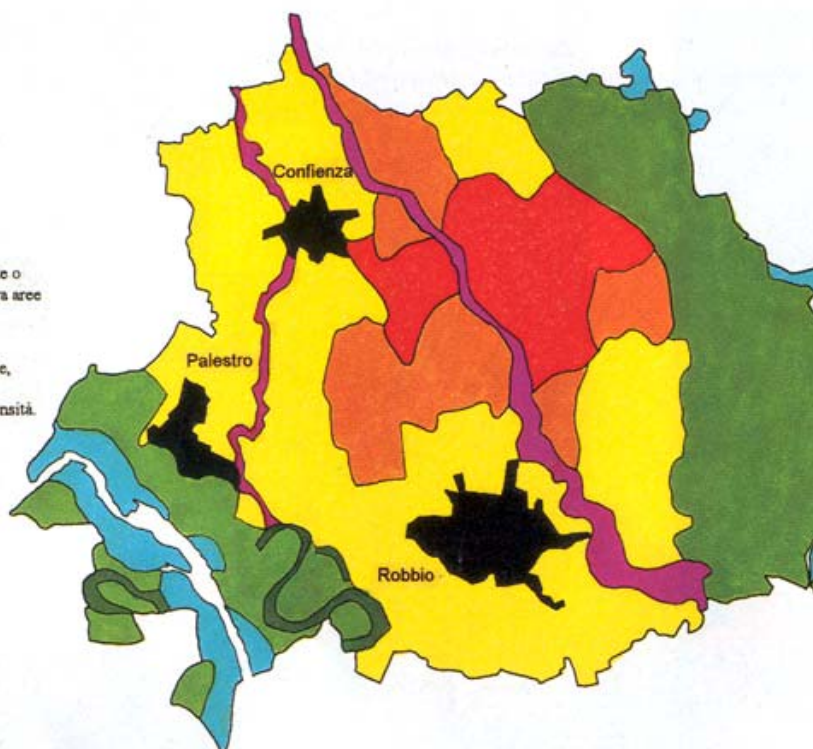 Confienza
e o
a aree
Palestro
e,
nsità.
Robbio